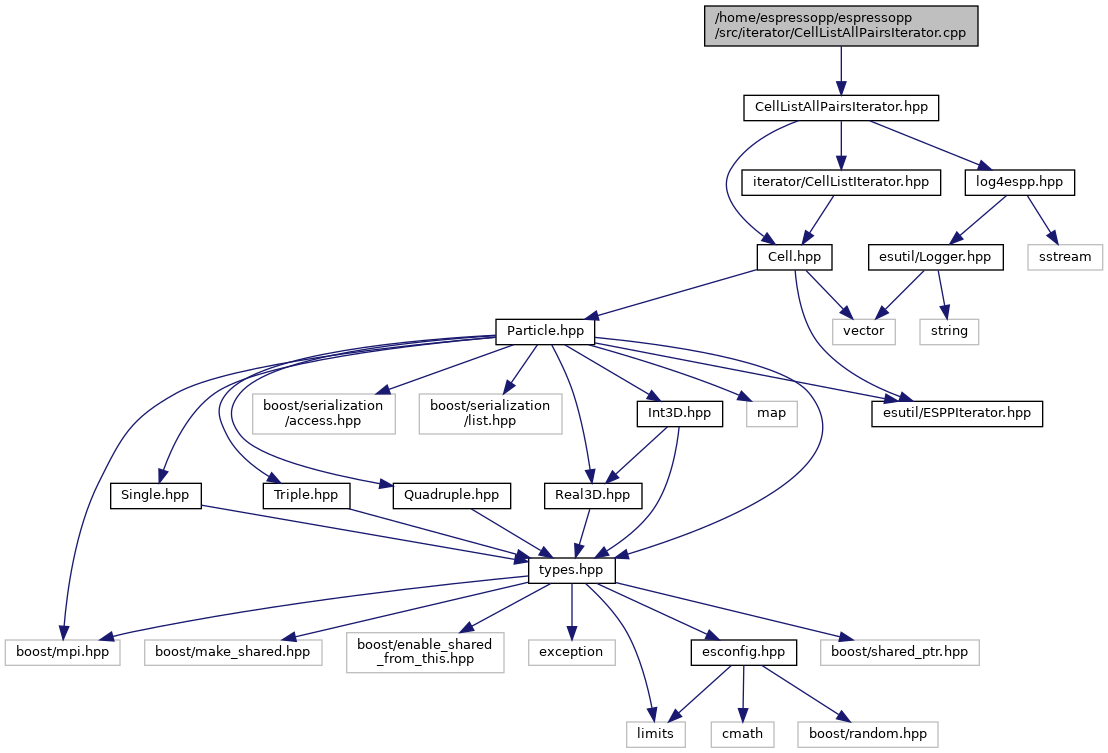 /home/espressopp/espressopp
/src/iterator/CellListAllPairsIterator.cpp
CellListAllPairsIterator.hpp
iterator/CellListIterator.hpp
log4espp.hpp
Cell.hpp
esutil/Logger.hpp
sstream
Particle.hpp
vector
string
boost/serialization
/access.hpp
boost/serialization
/list.hpp
Int3D.hpp
map
esutil/ESPPIterator.hpp
Single.hpp
Triple.hpp
Quadruple.hpp
Real3D.hpp
types.hpp
boost/mpi.hpp
boost/make_shared.hpp
boost/enable_shared
_from_this.hpp
exception
esconfig.hpp
boost/shared_ptr.hpp
limits
cmath
boost/random.hpp